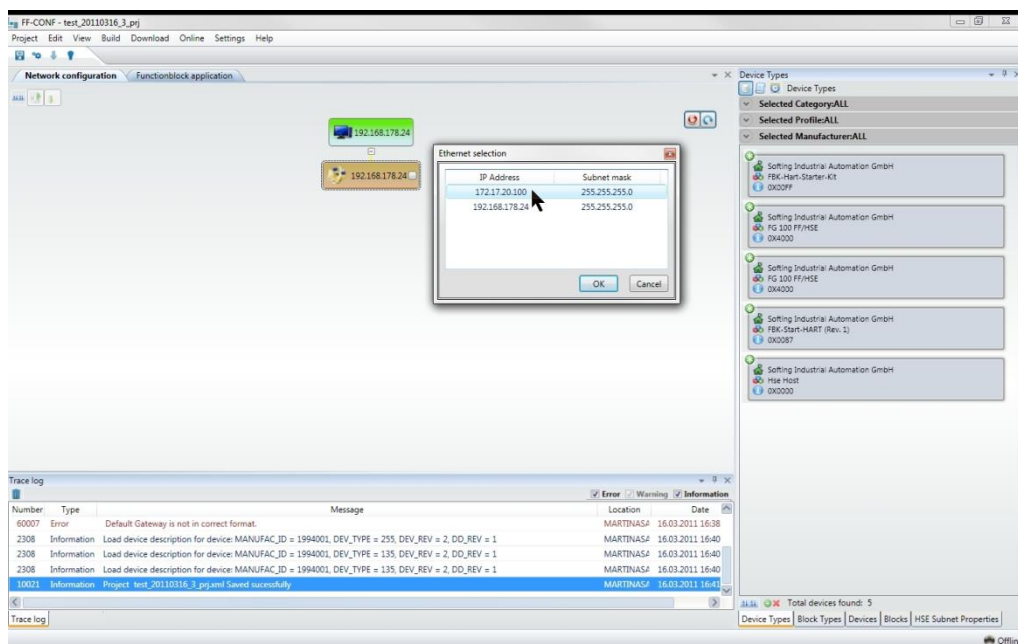 FF-CONF - test_20110316_3_prj
Project Edit View Build Download Online Settings Help
Network configuration Functionblock application
192.168.178.24
192.168.178.24
Ethernet selection
IP Address Subnet mask
172.17.20.100 255.255.255.0
192.168.178.24 255.255.255.0
OK Cancel
Device Types
Device Types
Selected Category:ALL
Selected Profile:ALL
Selected Manufacturer:ALL
Softing Industrial Automation GmbH
FBK-Hart-Starter-Kit
0X00FF
Softing Industrial Automation GmbH
FG 100 FF/HSE
0X4000
Softing Industrial Automation GmbH
FG 100 FF/HSE
0X4000
Softing Industrial Automation GmbH
FBK-Start-HART (Rev. 1)
0X0087
Softing Industrial Automation GmbH
Hse Host
0X0000
Total devices found: 5
Device Types Block Types Devices Blocks HSE Subnet Properties
Trace log
Error Warning Information
Number Type Message Location Date
60007 Error Default Gateway is not in correct format. MARTINASA 16.03.2011 16:38
2308 Information Load device description for device: MANUFAC_ID = 1994001, DEV_TYPE = 255, DEV_REV = 2, DD_REV = 1 MARTINASA 16.03.2011 16:40
2308 Information Load device description for device: MANUFAC_ID = 1994001, DEV_TYPE = 135, DEV_REV = 2, DD_REV = 1 MARTINASA 16.03.2011 16:40
2308 Information Load device description for device: MANUFAC_ID = 1994001, DEV_TYPE = 135, DEV_REV = 2, DD_REV = 1 MARTINASA 16.03.2011 16:40
10021 Information Project test_20110316_3_prj.xml Saved sucessfully MARTINASA 16.03.2011 16:41
Trace log